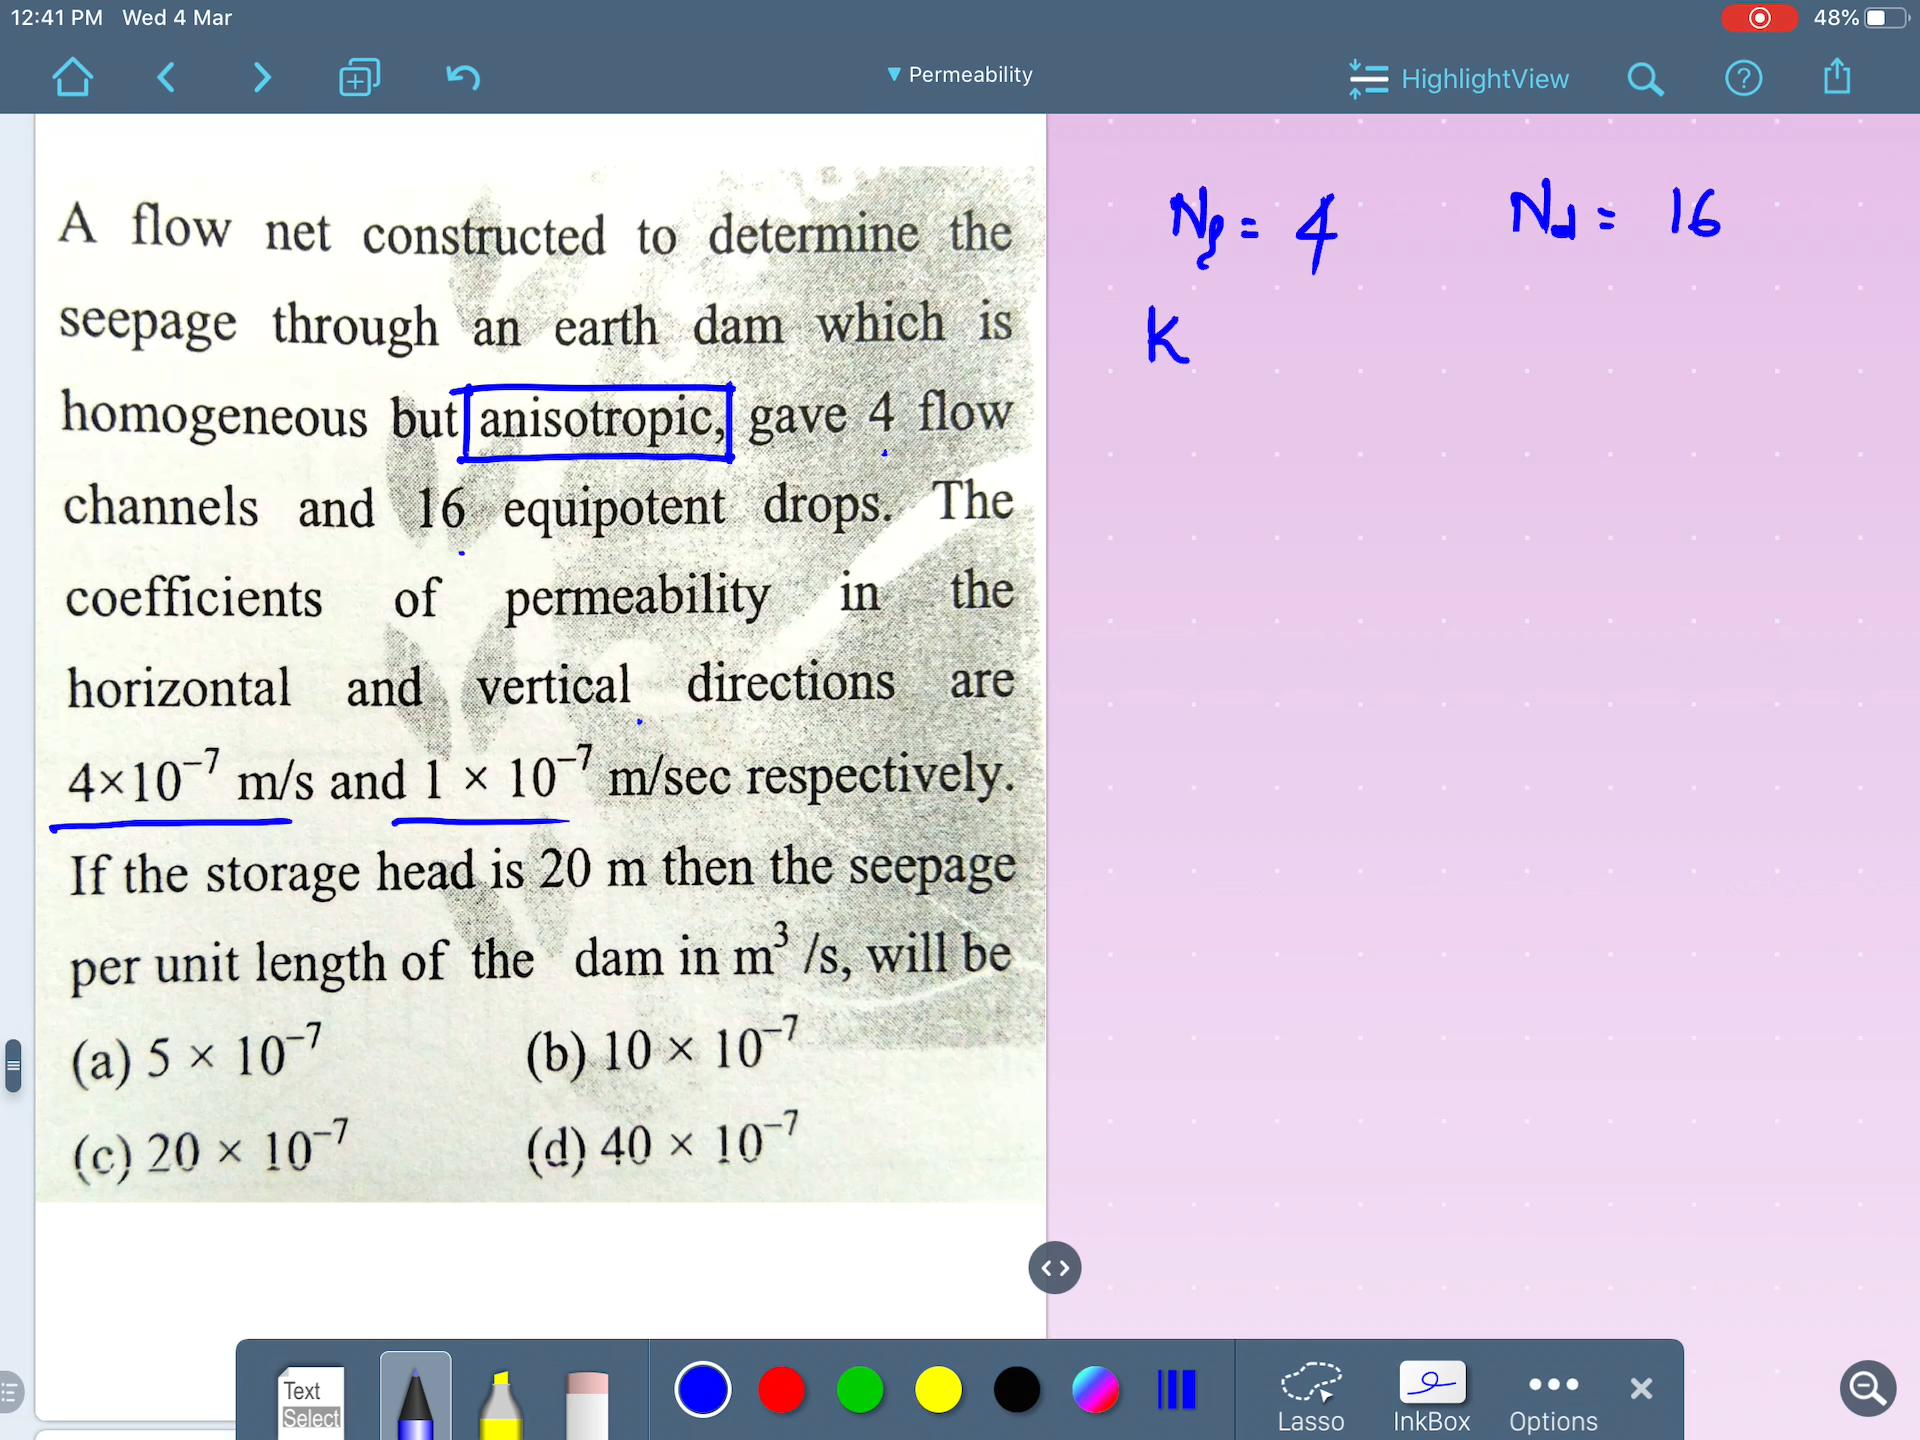 12:41 PM Wed 4 Mar
48%
▼ Permeability
HighlightView
A flow net constructed to determine the
seepage through an earth dam which is
homogeneous but anisotropic, gave 4 flow
channels and 16 equipotent drops. The
coefficients of permeability in the
horizontal and vertical directions are
4×10⁻⁷ m/s and 1 × 10⁻⁷ m/sec respectively.
If the storage head is 20 m then the seepage
per unit length of the dam in m³ /s, will be
(a) 5 × 10⁻⁷ (b) 10 × 10⁻⁷
(c) 20 × 10⁻⁷ (d) 40 × 10⁻⁷
Nf = 4 Nd = 16
K
Text
Select
Lasso
InkBox
Options